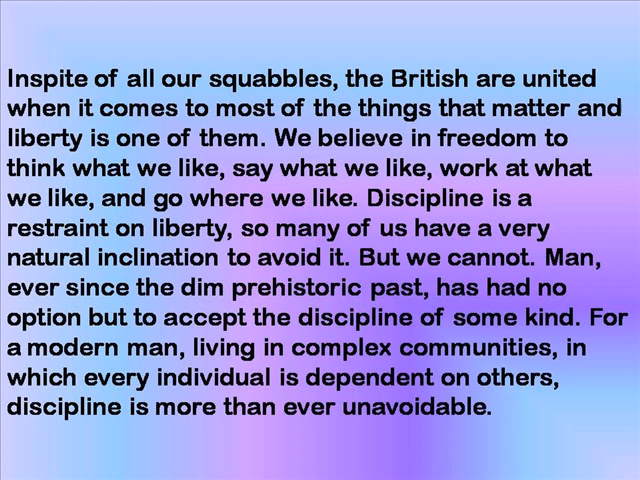 Inspite of all our squabbles, the British are united
when it comes to most of the things that matter and
liberty is one of them. We believe in freedom to
think what we like, say what we like, work at what
we like, and go where we like. Discipline is a
restraint on liberty, so many of us have a very
natural inclination to avoid it. But we cannot. Man,
ever since the dim prehistoric past, has had no
option but to accept the discipline of some kind. For
a modern man, living in complex communities, in
which every individual is dependent on others,
discipline is more than ever unavoidable.